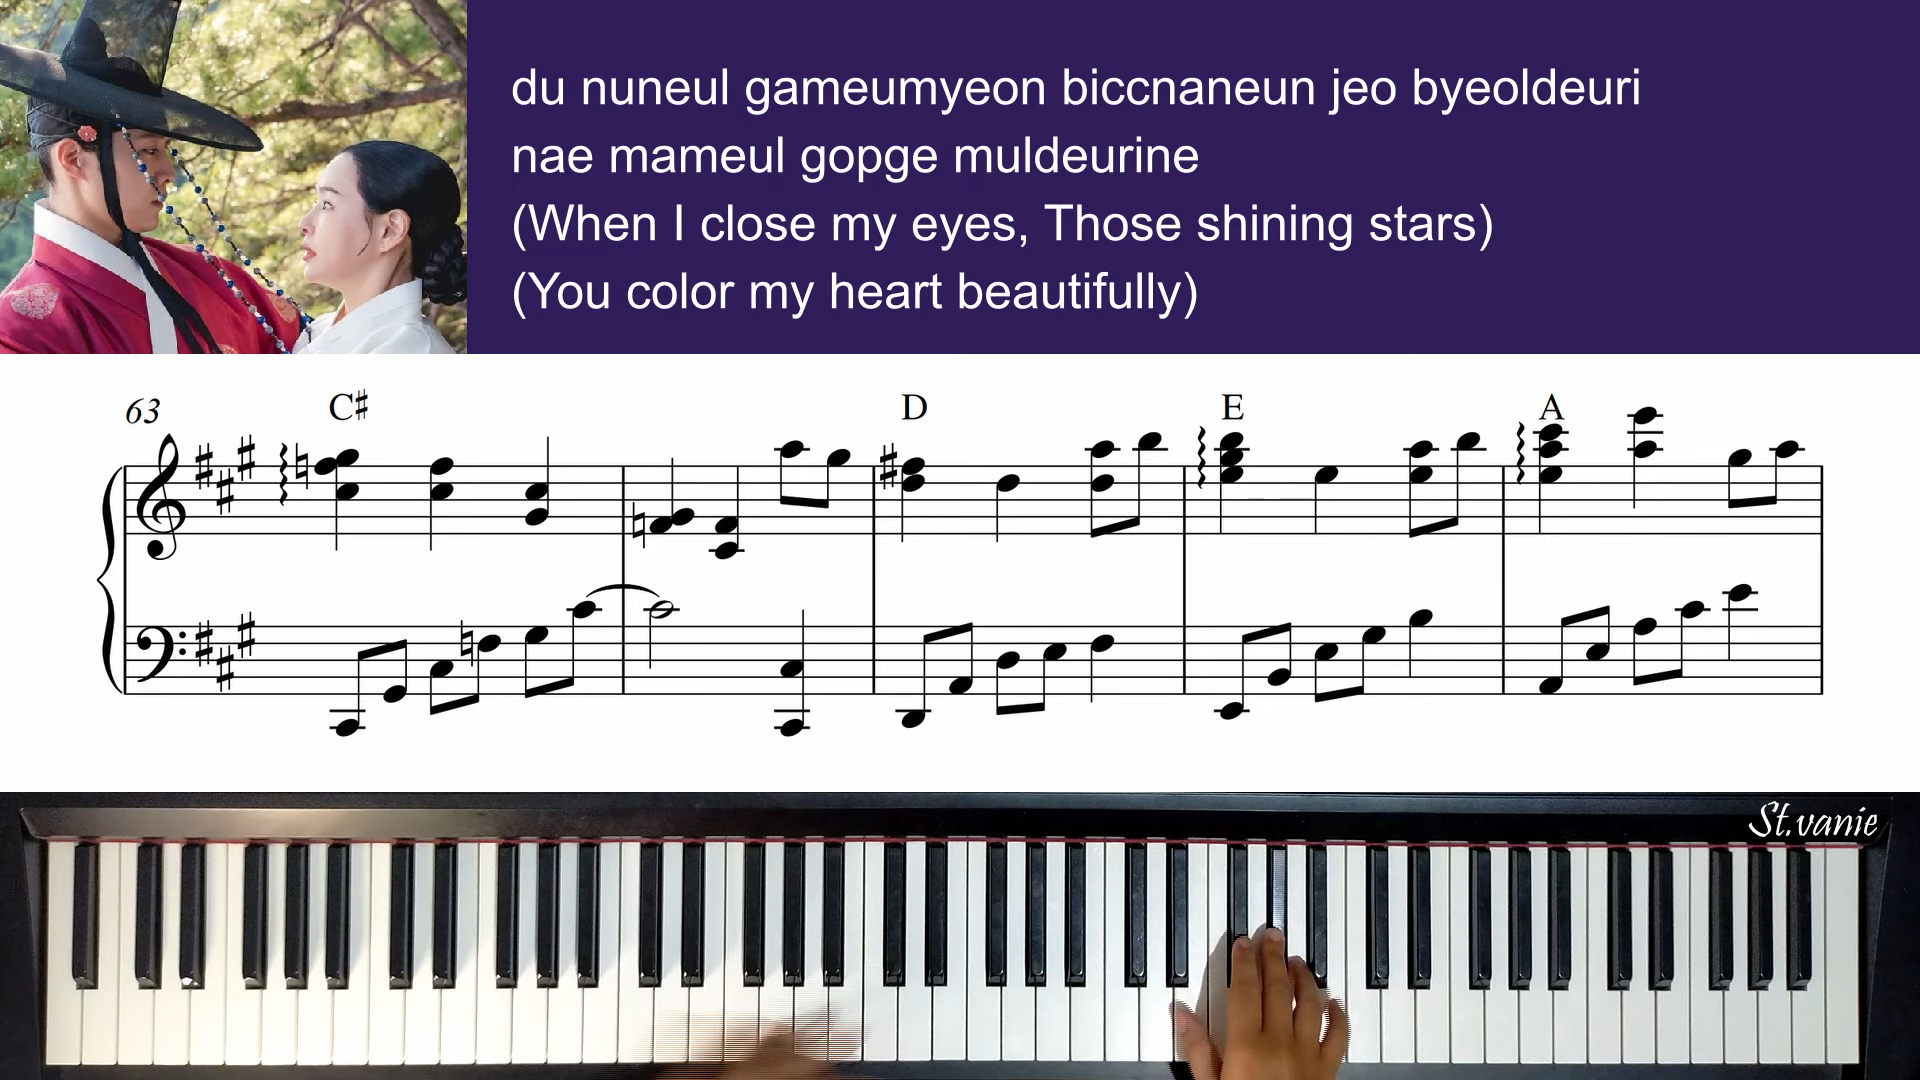 du nuneul gameumyeon biccnaneun jeo byeoldeuri
nae mameul gopge muldeurine
(When I close my eyes, Those shining stars)
(You color my heart beautifully)
63 C♯ D E A
St.vanie